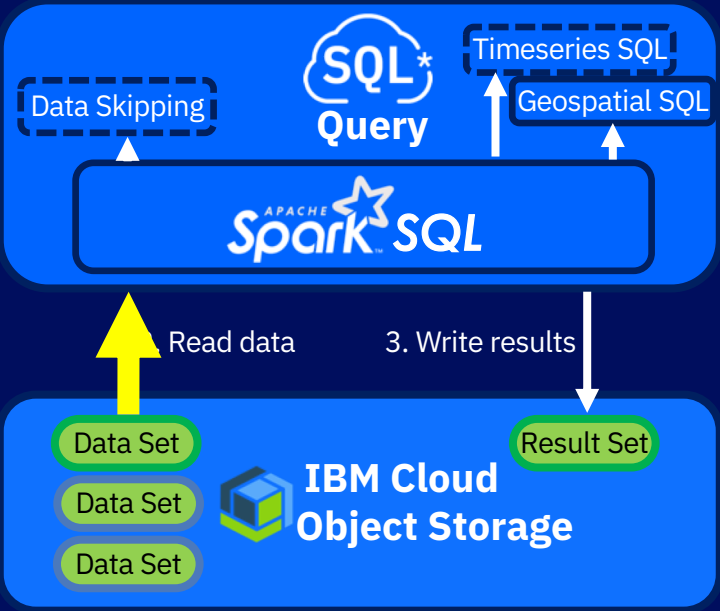 SQL*
Query
Timeseries SQL
Data Skipping
Geospatial SQL
APACHE
Spark™ SQL
. Read data
3. Write results
Data Set
Result Set
IBM Cloud
Data Set
Object Storage
Data Set